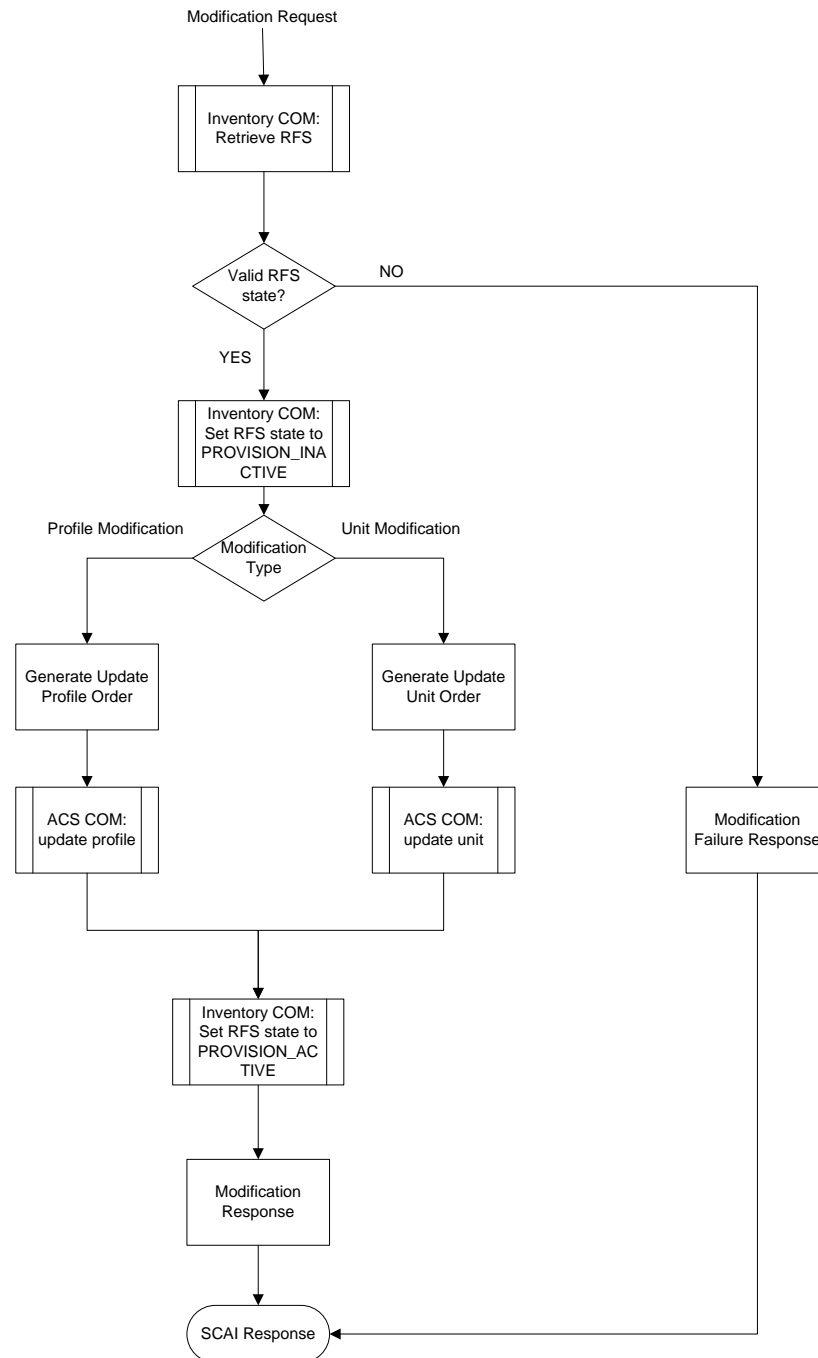 Modification Request
Inventory COM:
Retrieve RFS
Valid RFS
state?
NO
YES
Inventory COM:
Set RFS state to
PROVISION_INA
CTIVE
Profile Modification
Unit Modification
Modification
Type
Generate Update
Profile Order
Generate Update
Unit Order
ACS COM:
update profile
ACS COM:
update unit
Modification
Failure Response
Inventory COM:
Set RFS state to
PROVISION_AC
TIVE
Modification
Response
SCAI Response